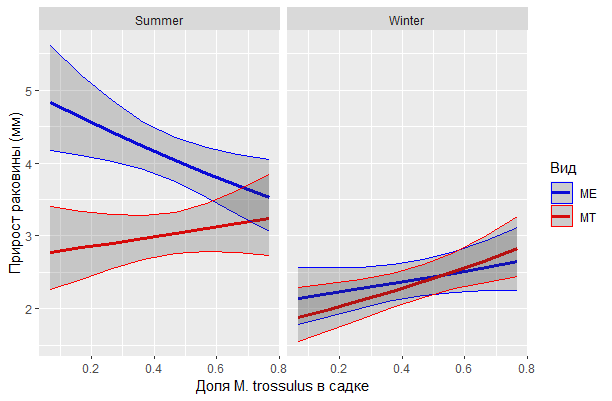 Summer
Winter
Прирост раковины (мм)
5
4
3
2
0.2
0.4
0.6
0.8
0.2
0.4
0.6
0.8
Доля M. trossulus в садке
Вид
ME
MT